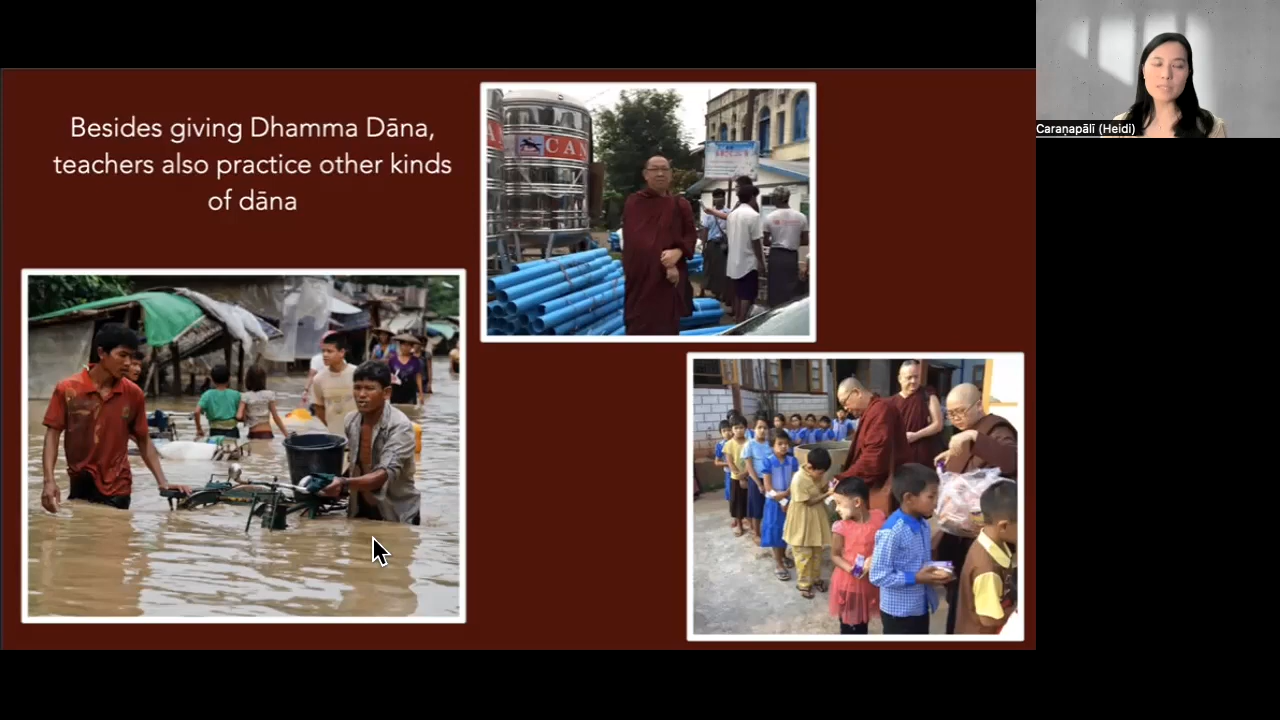 Besides giving Dhamma Dāna,
teachers also practice other kinds
of dāna
CAN
Caraṇapālī (Heidi)